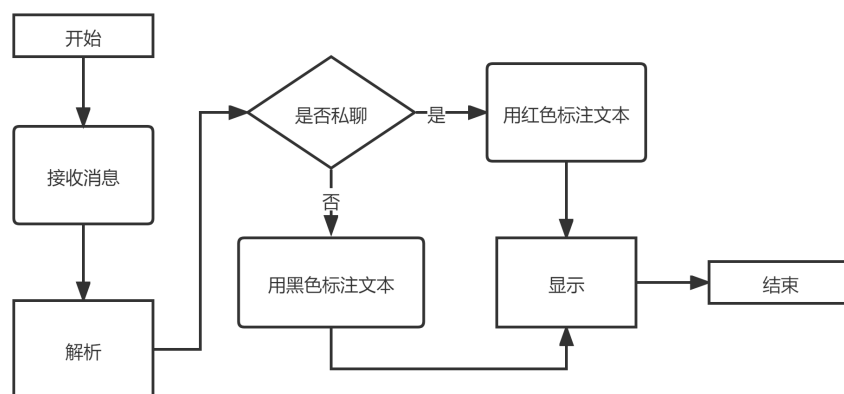 开始
接收消息
解析
是否私聊
是
用红色标注文本
否
用黑色标注文本
显示
结束